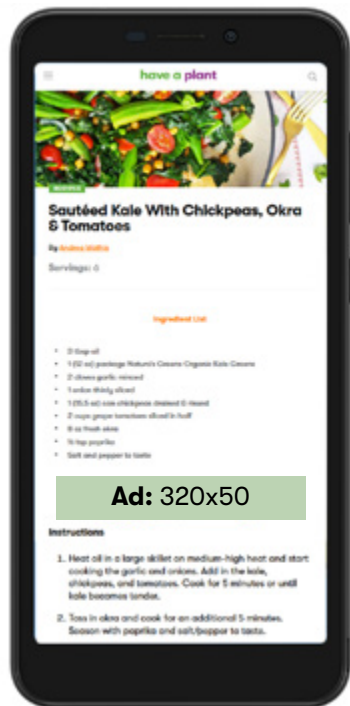 have a plant
RECIPES
Sautéed Kale With Chickpeas, Okra
& Tomatoes
By Andrea Mathis
Servings: 6
Ingredient List
2 tbsp oil
1 (12 oz) package Nature's Greens Organic Kale Greens
2 cloves garlic minced
1 onion thinly sliced
1 (15.5 oz) can chickpeas drained & rinsed
2 cups grape tomatoes sliced in half
8 oz fresh okra
½ tsp paprika
Salt and pepper to taste
Ad: 320x50
Instructions
1. Heat oil in a large skillet on medium-high heat and start
cooking the garlic and onions. Add in the kale,
chickpeas, and tomatoes. Cook for 5 minutes or until
kale becomes tender.
2. Toss in okra and cook for an additional 5 minutes.
Season with paprika and salt/pepper to taste.